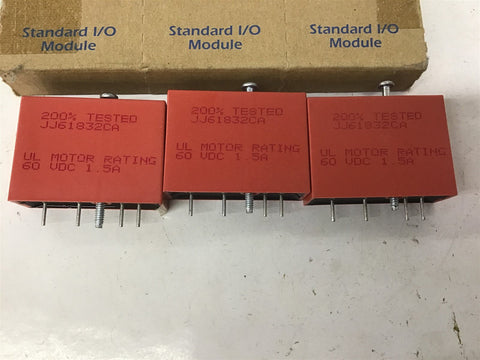 Standard I/O
Module
Standard I/O
Module
Standard I/O
Module
200% TESTED
JJ61832CA
UL MOTOR RATING
60 VDC 1.5A
200% TESTED
JJ61832CA
UL MOTOR RATING
60 VDC 1.5A
200% TESTED
JJ61832CA
UL MOTOR RATING
60 VDC 1.5A